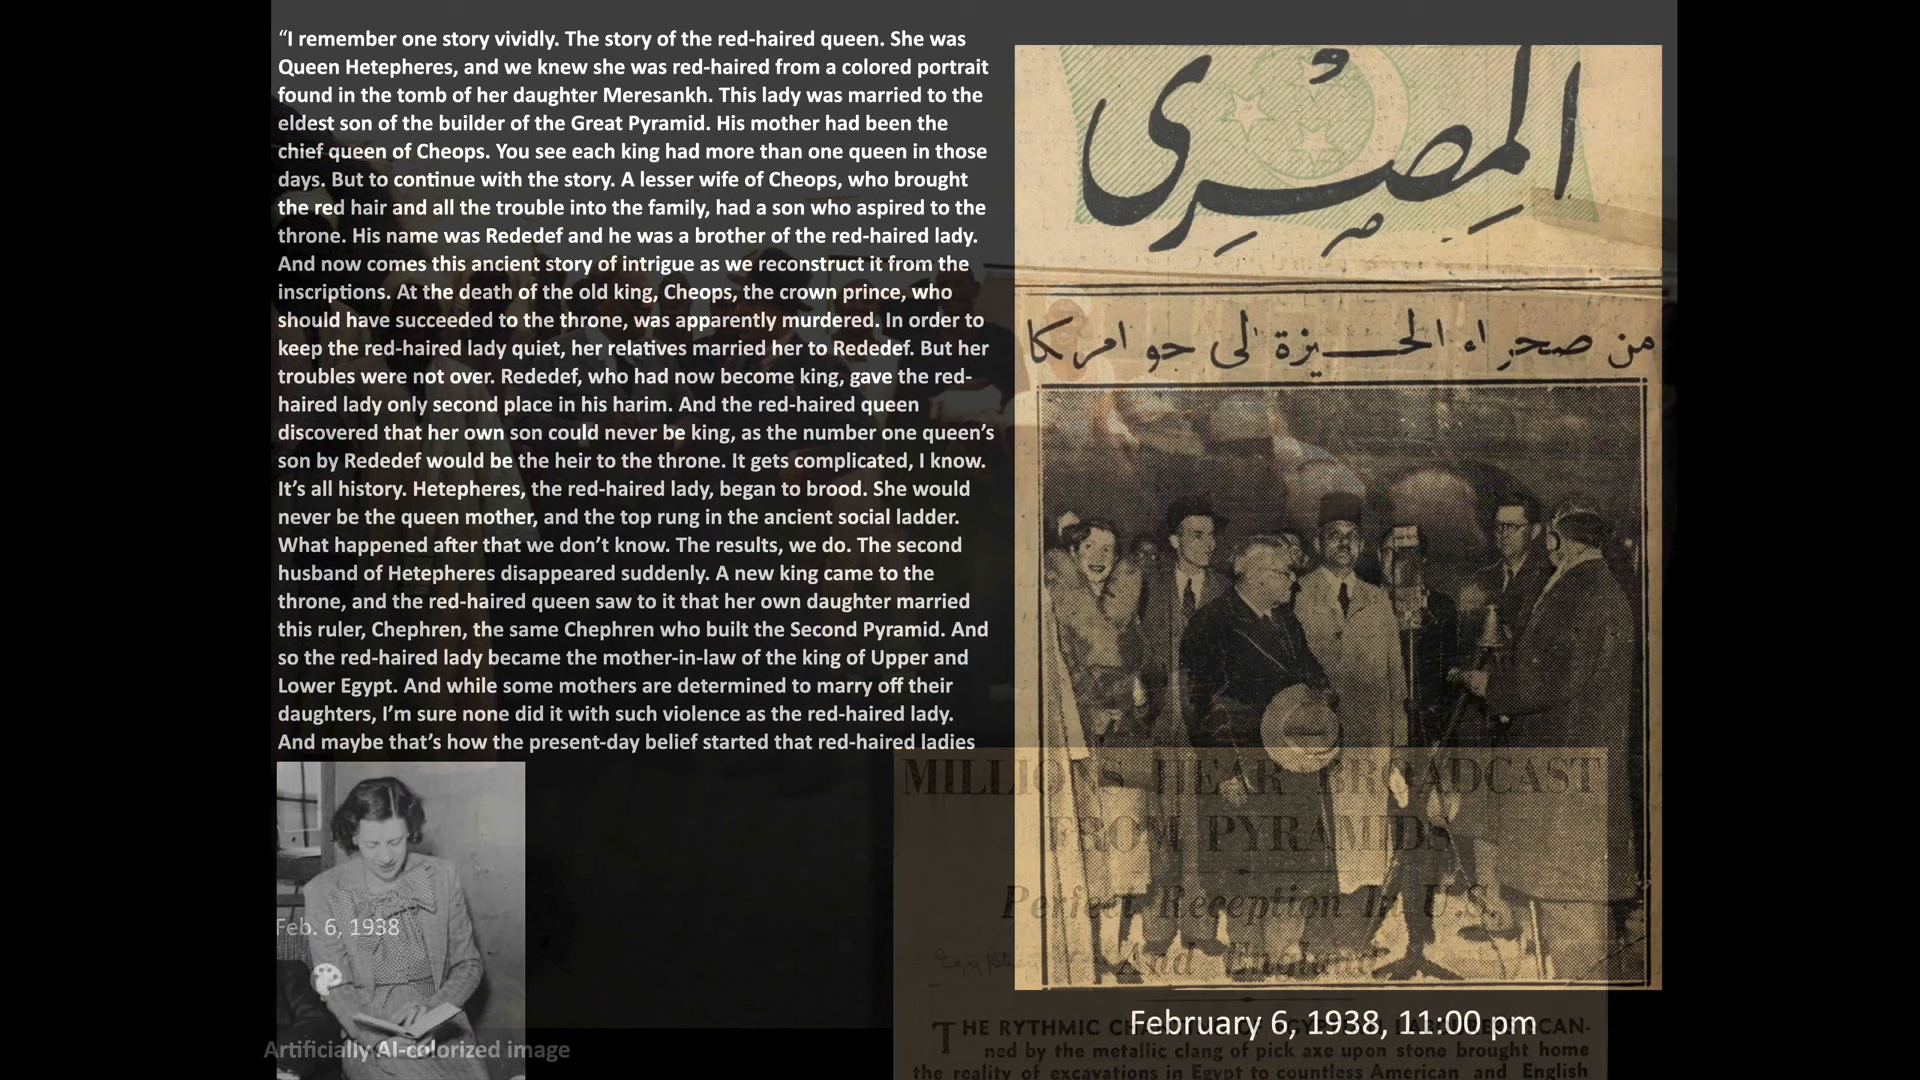 “I remember one story vividly. The story of the red-haired queen. She was
Queen Hetepheres, and we knew she was red-haired from a colored portrait
found in the tomb of her daughter Meresankh. This lady was married to the
eldest son of the builder of the Great Pyramid. His mother had been the
chief queen of Cheops. You see each king had more than one queen in those
days. But to continue with the story. A lesser wife of Cheops, who brought
the red hair and all the trouble into the family, had a son who aspired to the
throne. His name was Rededef and he was a brother of the red-haired lady.
And now comes this ancient story of intrigue as we reconstruct it from the
inscriptions. At the death of the old king, Cheops, the crown prince, who
should have succeeded to the throne, was apparently murdered. In order to
keep the red-haired lady quiet, her relatives married her to Rededef. But her
troubles were not over. Rededef, who had now become king, gave the red-
haired lady only second place in his harim. And the red-haired queen
discovered that her own son could never be king, as the number one queen’s
son by Rededef would be the heir to the throne. It gets complicated, I know.
It’s all history. Hetepheres, the red-haired lady, began to brood. She would
never be the queen mother, and the top rung in the ancient social ladder.
What happened after that we don’t know. The results, we do. The second
husband of Hetepheres disappeared suddenly. A new king came to the
throne, and the red-haired queen saw to it that her own daughter married
this ruler, Chephren, the same Chephren who built the Second Pyramid. And
so the red-haired lady became the mother-in-law of the king of Upper and
Lower Egypt. And while some mothers are determined to marry off their
daughters, I’m sure none did it with such violence as the red-haired lady.
And maybe that’s how the present-day belief started that red-haired ladies
المصرى
من صحراء الجيزة الى جو امريكا
MILLIONS HEAR BROADCAST
FROM PYRAMIDS
Perfect Reception In U.S.
And England
February 6, 1938, 11:00 pm
THE RYTHMIC SCAN-
ned by the metallic clang of pick axe upon stone brought home
the reality of excavations in Egypt to countless American and English
Feb. 6, 1938
Artificially AI-colorized image